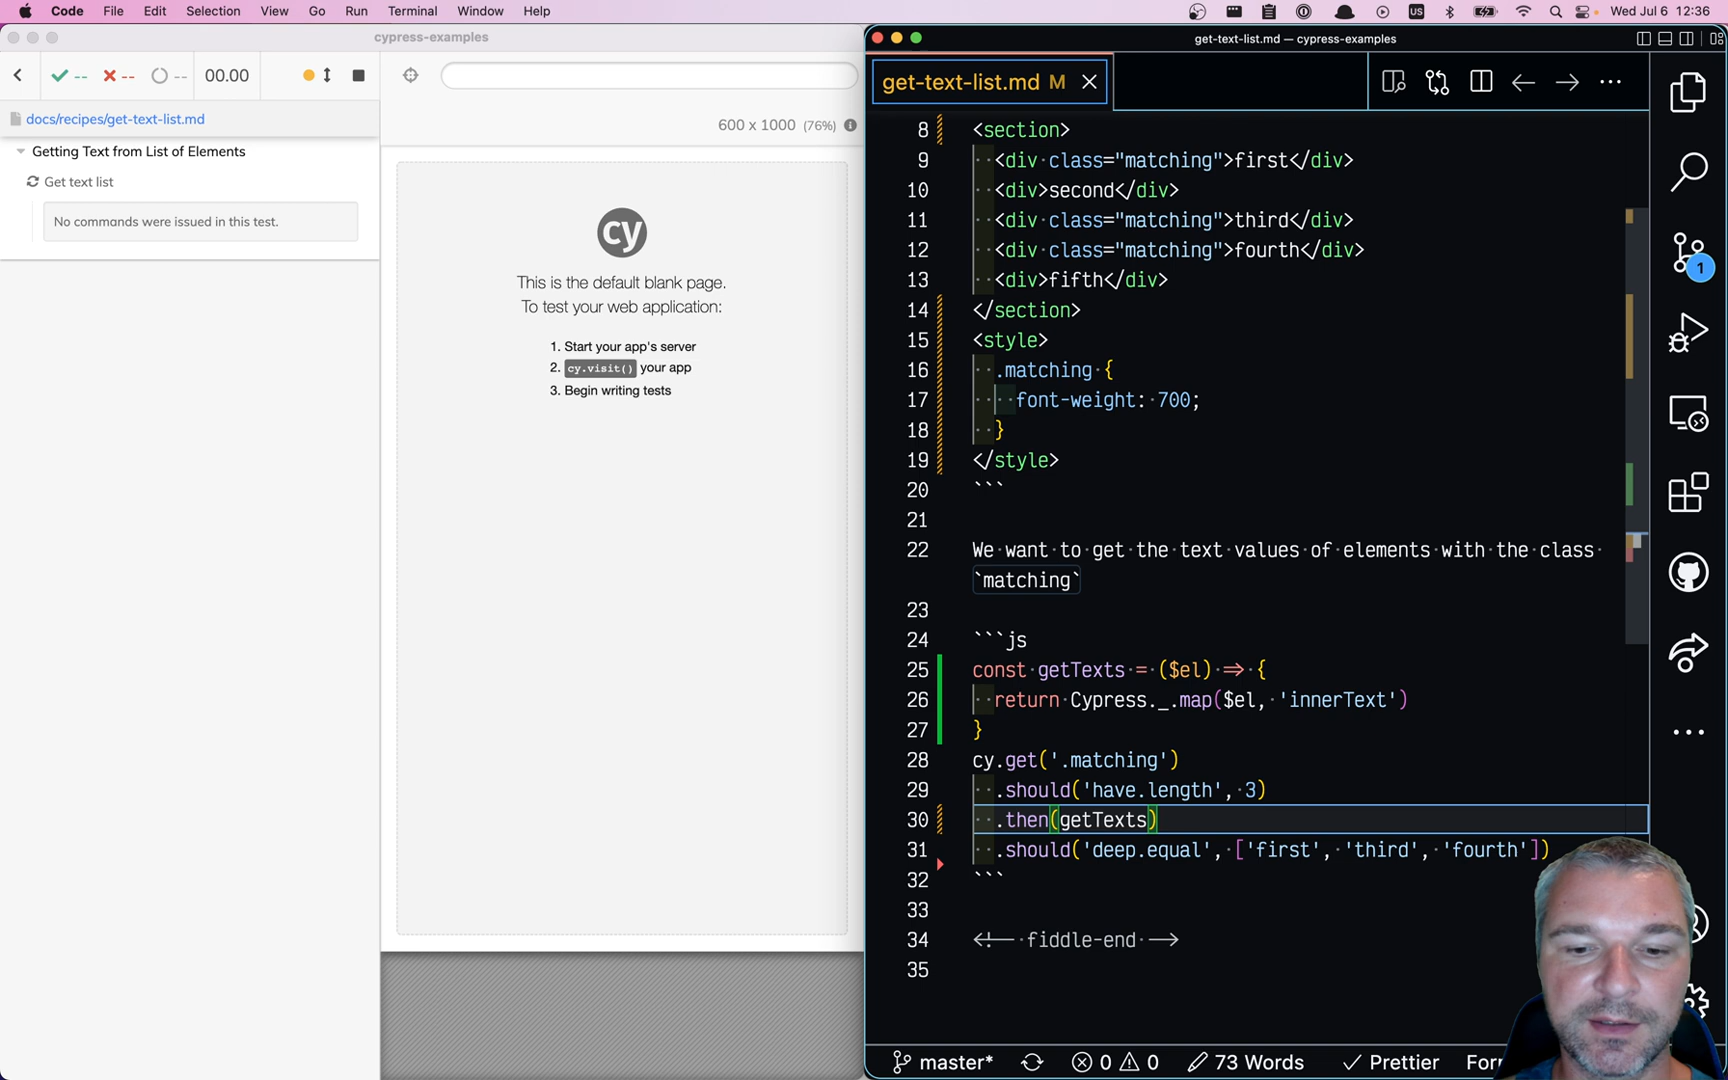 Code File Edit Selection View Go Run Terminal Window Help
US
Wed Jul 6 12:36
cypress-examples
-- -- -- 00.00
docs/recipes/get-text-list.md
Getting Text from List of Elements
Get text list
No commands were issued in this test.
600 x 1000 (76%)
cy
This is the default blank page.
To test your web application:
1. Start your app's server
2. cy.visit() your app
3. Begin writing tests
get-text-list.md — cypress-examples
get-text-list.md M
8 <section>
9 <div class="matching">first</div>
10 <div>second</div>
11 <div class="matching">third</div>
12 <div class="matching">fourth</div>
13 <div>fifth</div>
14 </section>
15 <style>
16 .matching {
17 font-weight: 700;
18 }
19 </style>
20 ```
21
22 We want to get the text values of elements with the class
`matching`
23
24 ```js
25 const getTexts = ($el) => {
26 return Cypress._.map($el, 'innerText')
27 }
28 cy.get('.matching')
29 .should('have.length', 3)
30 .then(getTexts)
31 .should('deep.equal', ['first', 'third', 'fourth'])
32 ```
33
34 <!-- fiddle-end -->
35
1
master* 0 0 73 Words Prettier